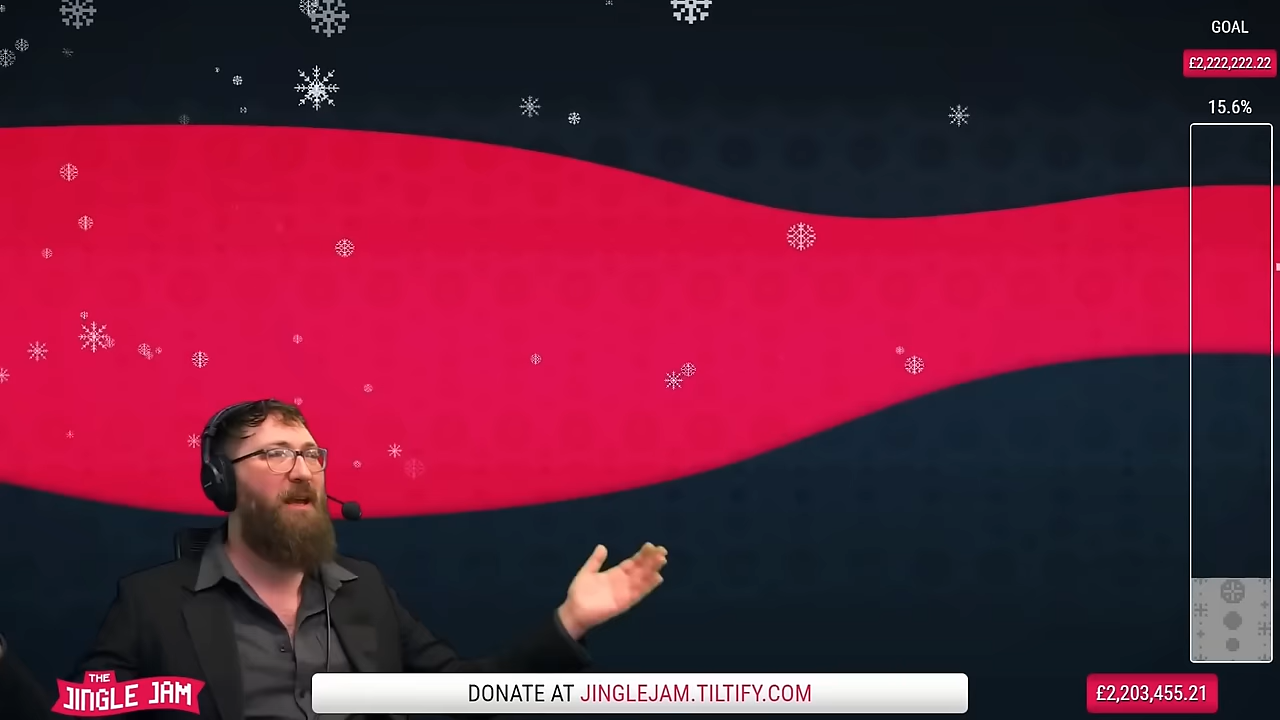 GOAL
£2,222,222.22
15.6%
THE
JINGLE JAM
DONATE AT JINGLEJAM.TILTIFY.COM
£2,203,455.21